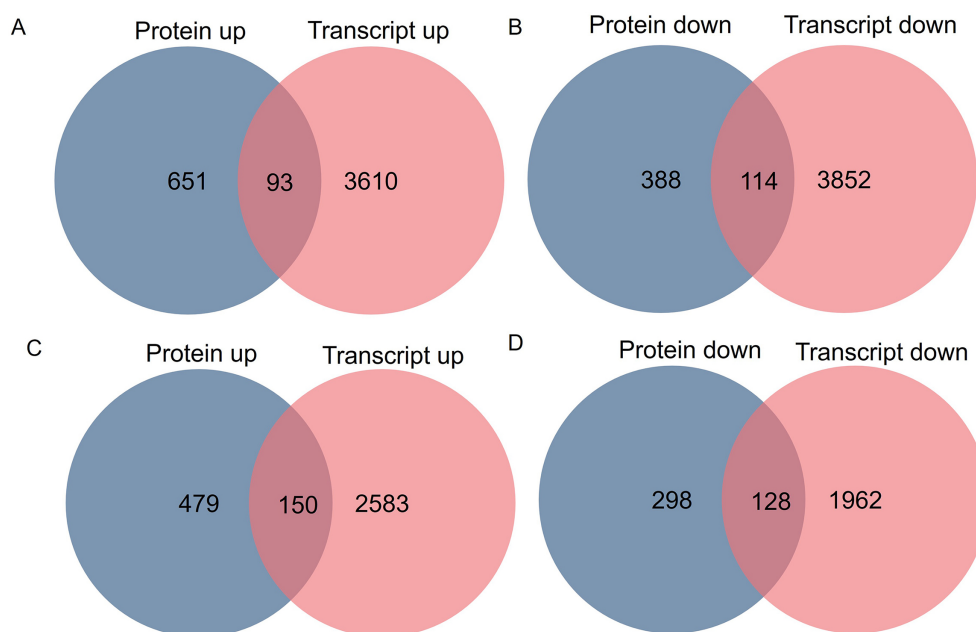 A
Protein up Transcript up
651 93 3610
B
Protein down Transcript down
388 114 3852
C
Protein up Transcript up
479 150 2583
D
Protein down Transcript down
298 128 1962